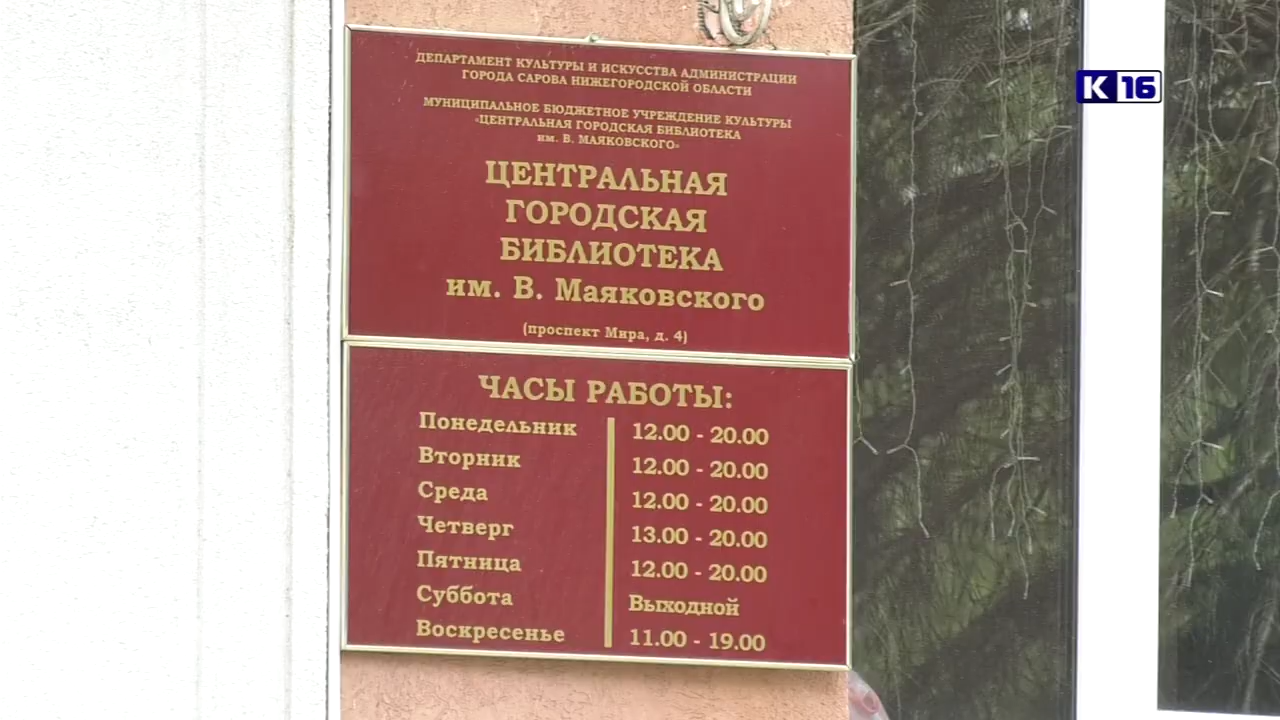 ДЕПАРТАМЕНТ КУЛЬТУРЫ И ИСКУССТВА АДМИНИСТРАЦИИ
ГОРОДА САРОВА НИЖЕГОРОДСКОЙ ОБЛАСТИ
МУНИЦИПАЛЬНОЕ БЮДЖЕТНОЕ УЧРЕЖДЕНИЕ КУЛЬТУРЫ
«ЦЕНТРАЛЬНАЯ ГОРОДСКАЯ БИБЛИОТЕКА
им. В. МАЯКОВСКОГО»
ЦЕНТРАЛЬНАЯ
ГОРОДСКАЯ
БИБЛИОТЕКА
им. В. Маяковского
(проспект Мира, д. 4)
ЧАСЫ РАБОТЫ:
Понедельник 12.00 - 20.00
Вторник 12.00 - 20.00
Среда 12.00 - 20.00
Четверг 13.00 - 20.00
Пятница 12.00 - 20.00
Суббота Выходной
Воскресенье 11.00 - 19.00
К 16